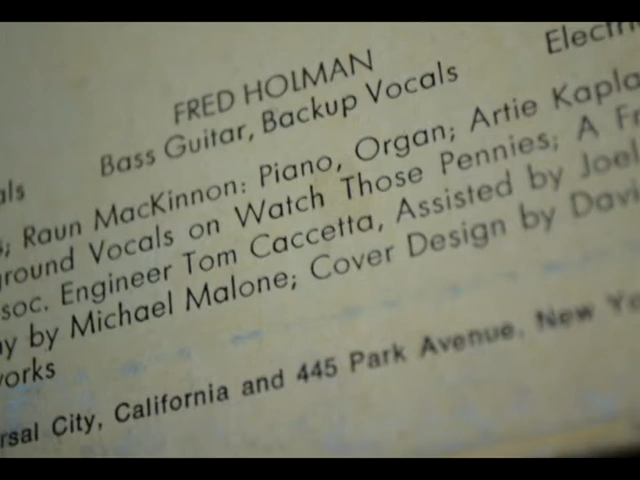 Electri
FRED HOLMAN
Bass Guitar, Backup Vocals
als
s; Raun MacKinnon: Piano, Organ; Artie Kapla
ground Vocals on Watch Those Pennies; A Fr
soc. Engineer Tom Caccetta, Assisted by Joel
y by Michael Malone; Cover Design by Davi
works
rsal City, California and 445 Park Avenue, New Yo